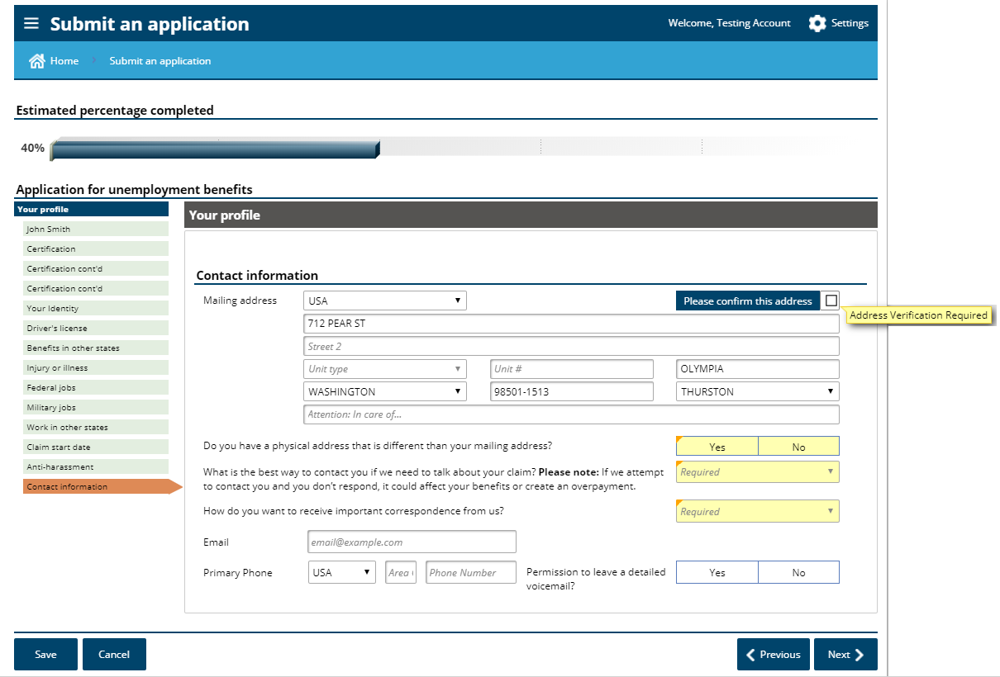 Submit an application
Welcome, Testing Account
Settings
Home
Submit an application
Estimated percentage completed
40%
Application for unemployment benefits
Your profile
John Smith
Certification
Certification cont'd
Certification cont'd
Your Identity
Driver's license
Benefits in other states
Injury or illness
Federal jobs
Military jobs
Work in other states
Claim start date
Anti-harassment
Contact information
Your profile
Contact information
Mailing address
USA
Please confirm this address
Address Verification Required
712 PEAR ST
Street 2
Unit type
Unit #
OLYMPIA
WASHINGTON
98501-1513
THURSTON
Attention: In care of...
Do you have a physical address that is different than your mailing address?
Yes
No
What is the best way to contact you if we need to talk about your claim? Please note: If we attempt
to contact you and you don't respond, it could affect your benefits or create an overpayment.
Required
How do you want to receive important correspondence from us?
Required
Email
email@example.com
Primary Phone
USA
Area
Phone Number
Permission to leave a detailed
voicemail?
Yes
No
Save
Cancel
Previous
Next